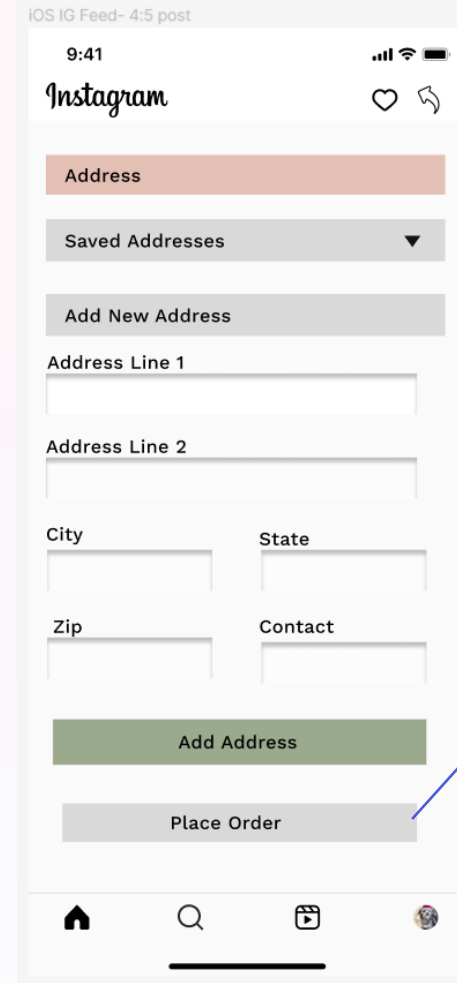 iOS IG Feed- 4:5 post
9:41
Instagram
Address
Saved Addresses
Add New Address
Address Line 1
Address Line 2
City
State
Zip
Contact
Add Address
Place Order